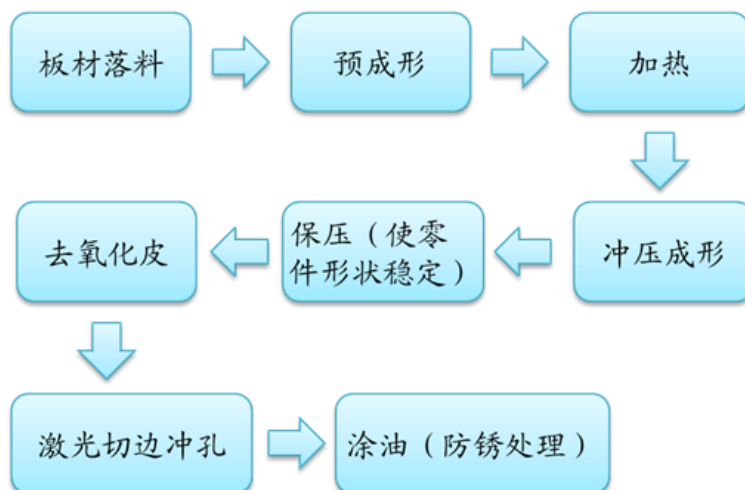 板材落料
预成形
加热
冲压成形
保压（使零
件形状稳定）
去氧化皮
激光切边冲孔
涂油（防锈处理）